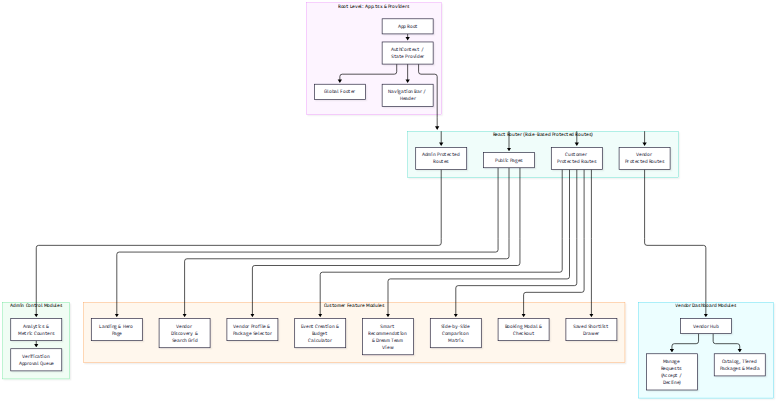 Root Level: App.tsx & Providers
App Root
AuthContext /
State Provider
Global Footer
Navigation Bar /
Header
React Router (Role-Based Protected Routes)
Admin Protected
Routes
Public Pages
Customer
Protected Routes
Vendor
Protected Routes
Admin Control Modules
Analytics &
Metric Counters
Verification
Approval Queue
Customer Feature Modules
Landing & Hero
Page
Vendor
Discovery &
Search Grid
Vendor Profile &
Package Selector
Event Creation &
Budget
Calculator
Smart
Recommendation
& Dream Team
View
Side-by-Side
Comparison
Matrix
Booking Modal &
Checkout
Saved Shortlist
Drawer
Vendor Dashboard Modules
Vendor Hub
Manage
Requests
(Accept /
Decline)
Catalog, Tiered
Packages & Media